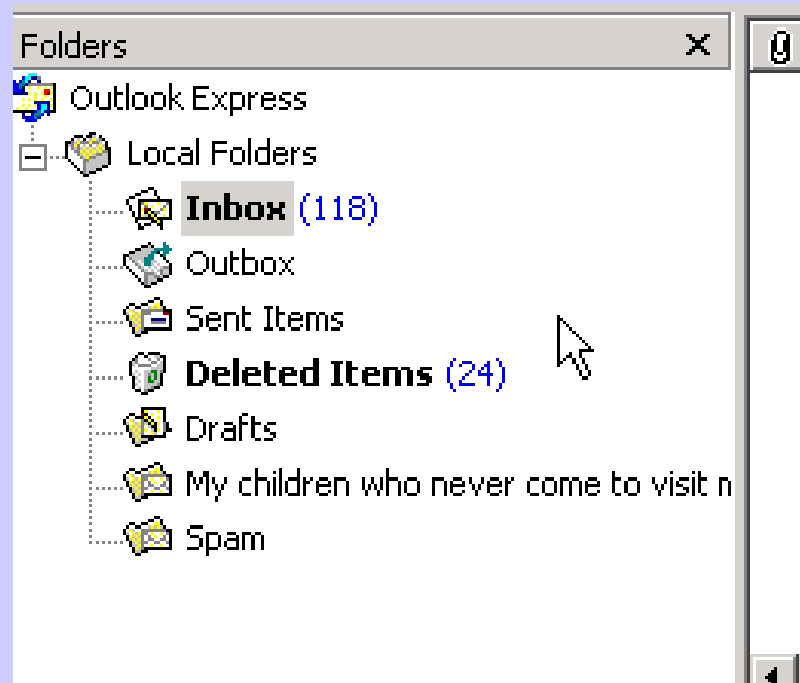 Folders
Outlook Express
Local Folders
Inbox (118)
Outbox
Sent Items
Deleted Items (24)
Drafts
My children who never come to visit
Spam